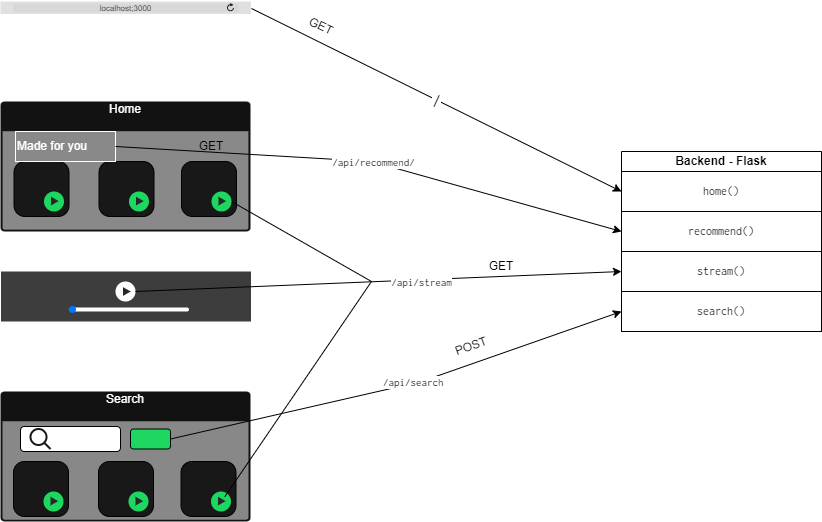 localhost:3000
GET
/
Home
Made for you
GET
/api/recommend/
Backend - Flask
home()
recommend()
stream()
search()
GET
/api/stream
POST
/api/search
Search